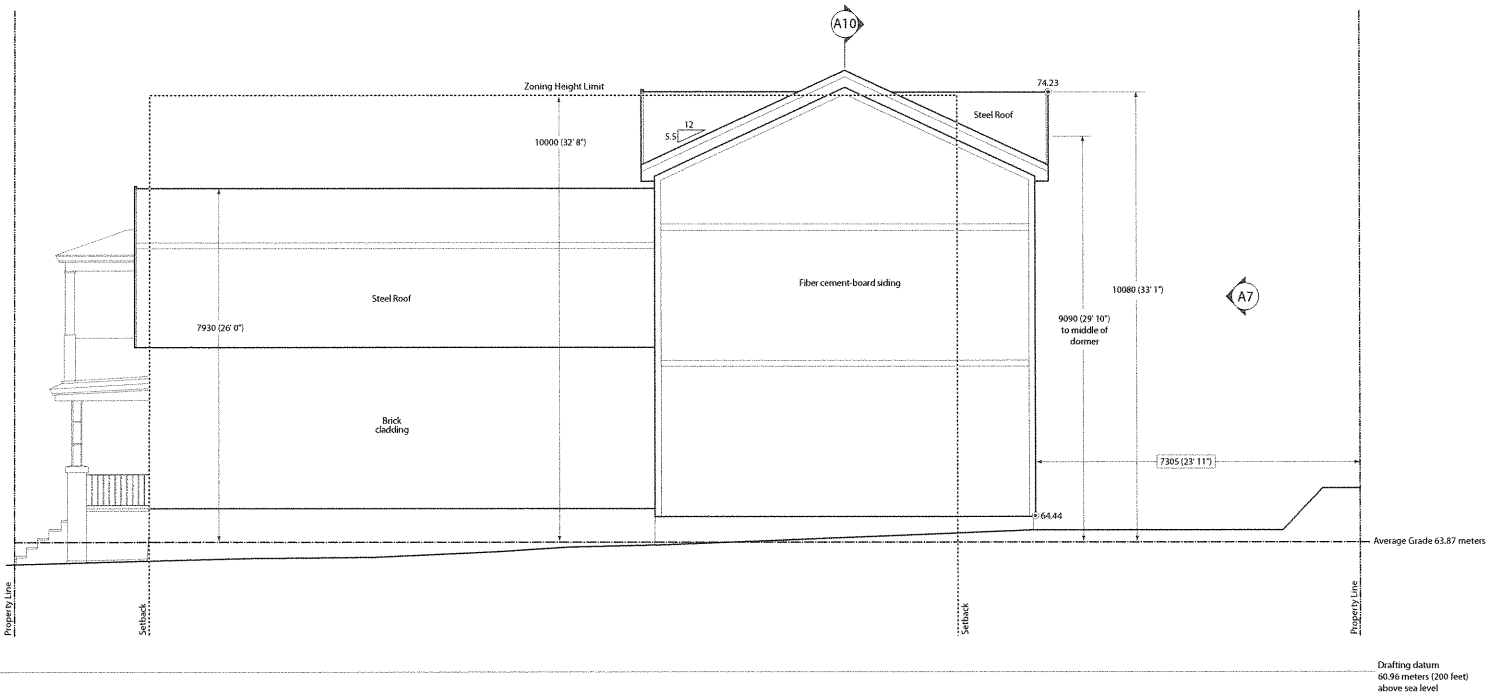 A10
Zoning Height Limit
74.23
12
5.5
Steel Roof
10000 (32' 8")
Steel Roof
7930 (26' 0")
Fiber cement-board siding
10080 (33' 1")
A7
9090 (29' 10")
to middle of
dormer
Brick
cladding
7305 (23' 11")
64.44
Average Grade 63.87 meters
Property Line
Setback
Setback
Property Line
Drafting datum
60.96 meters (200 feet)
above sea level